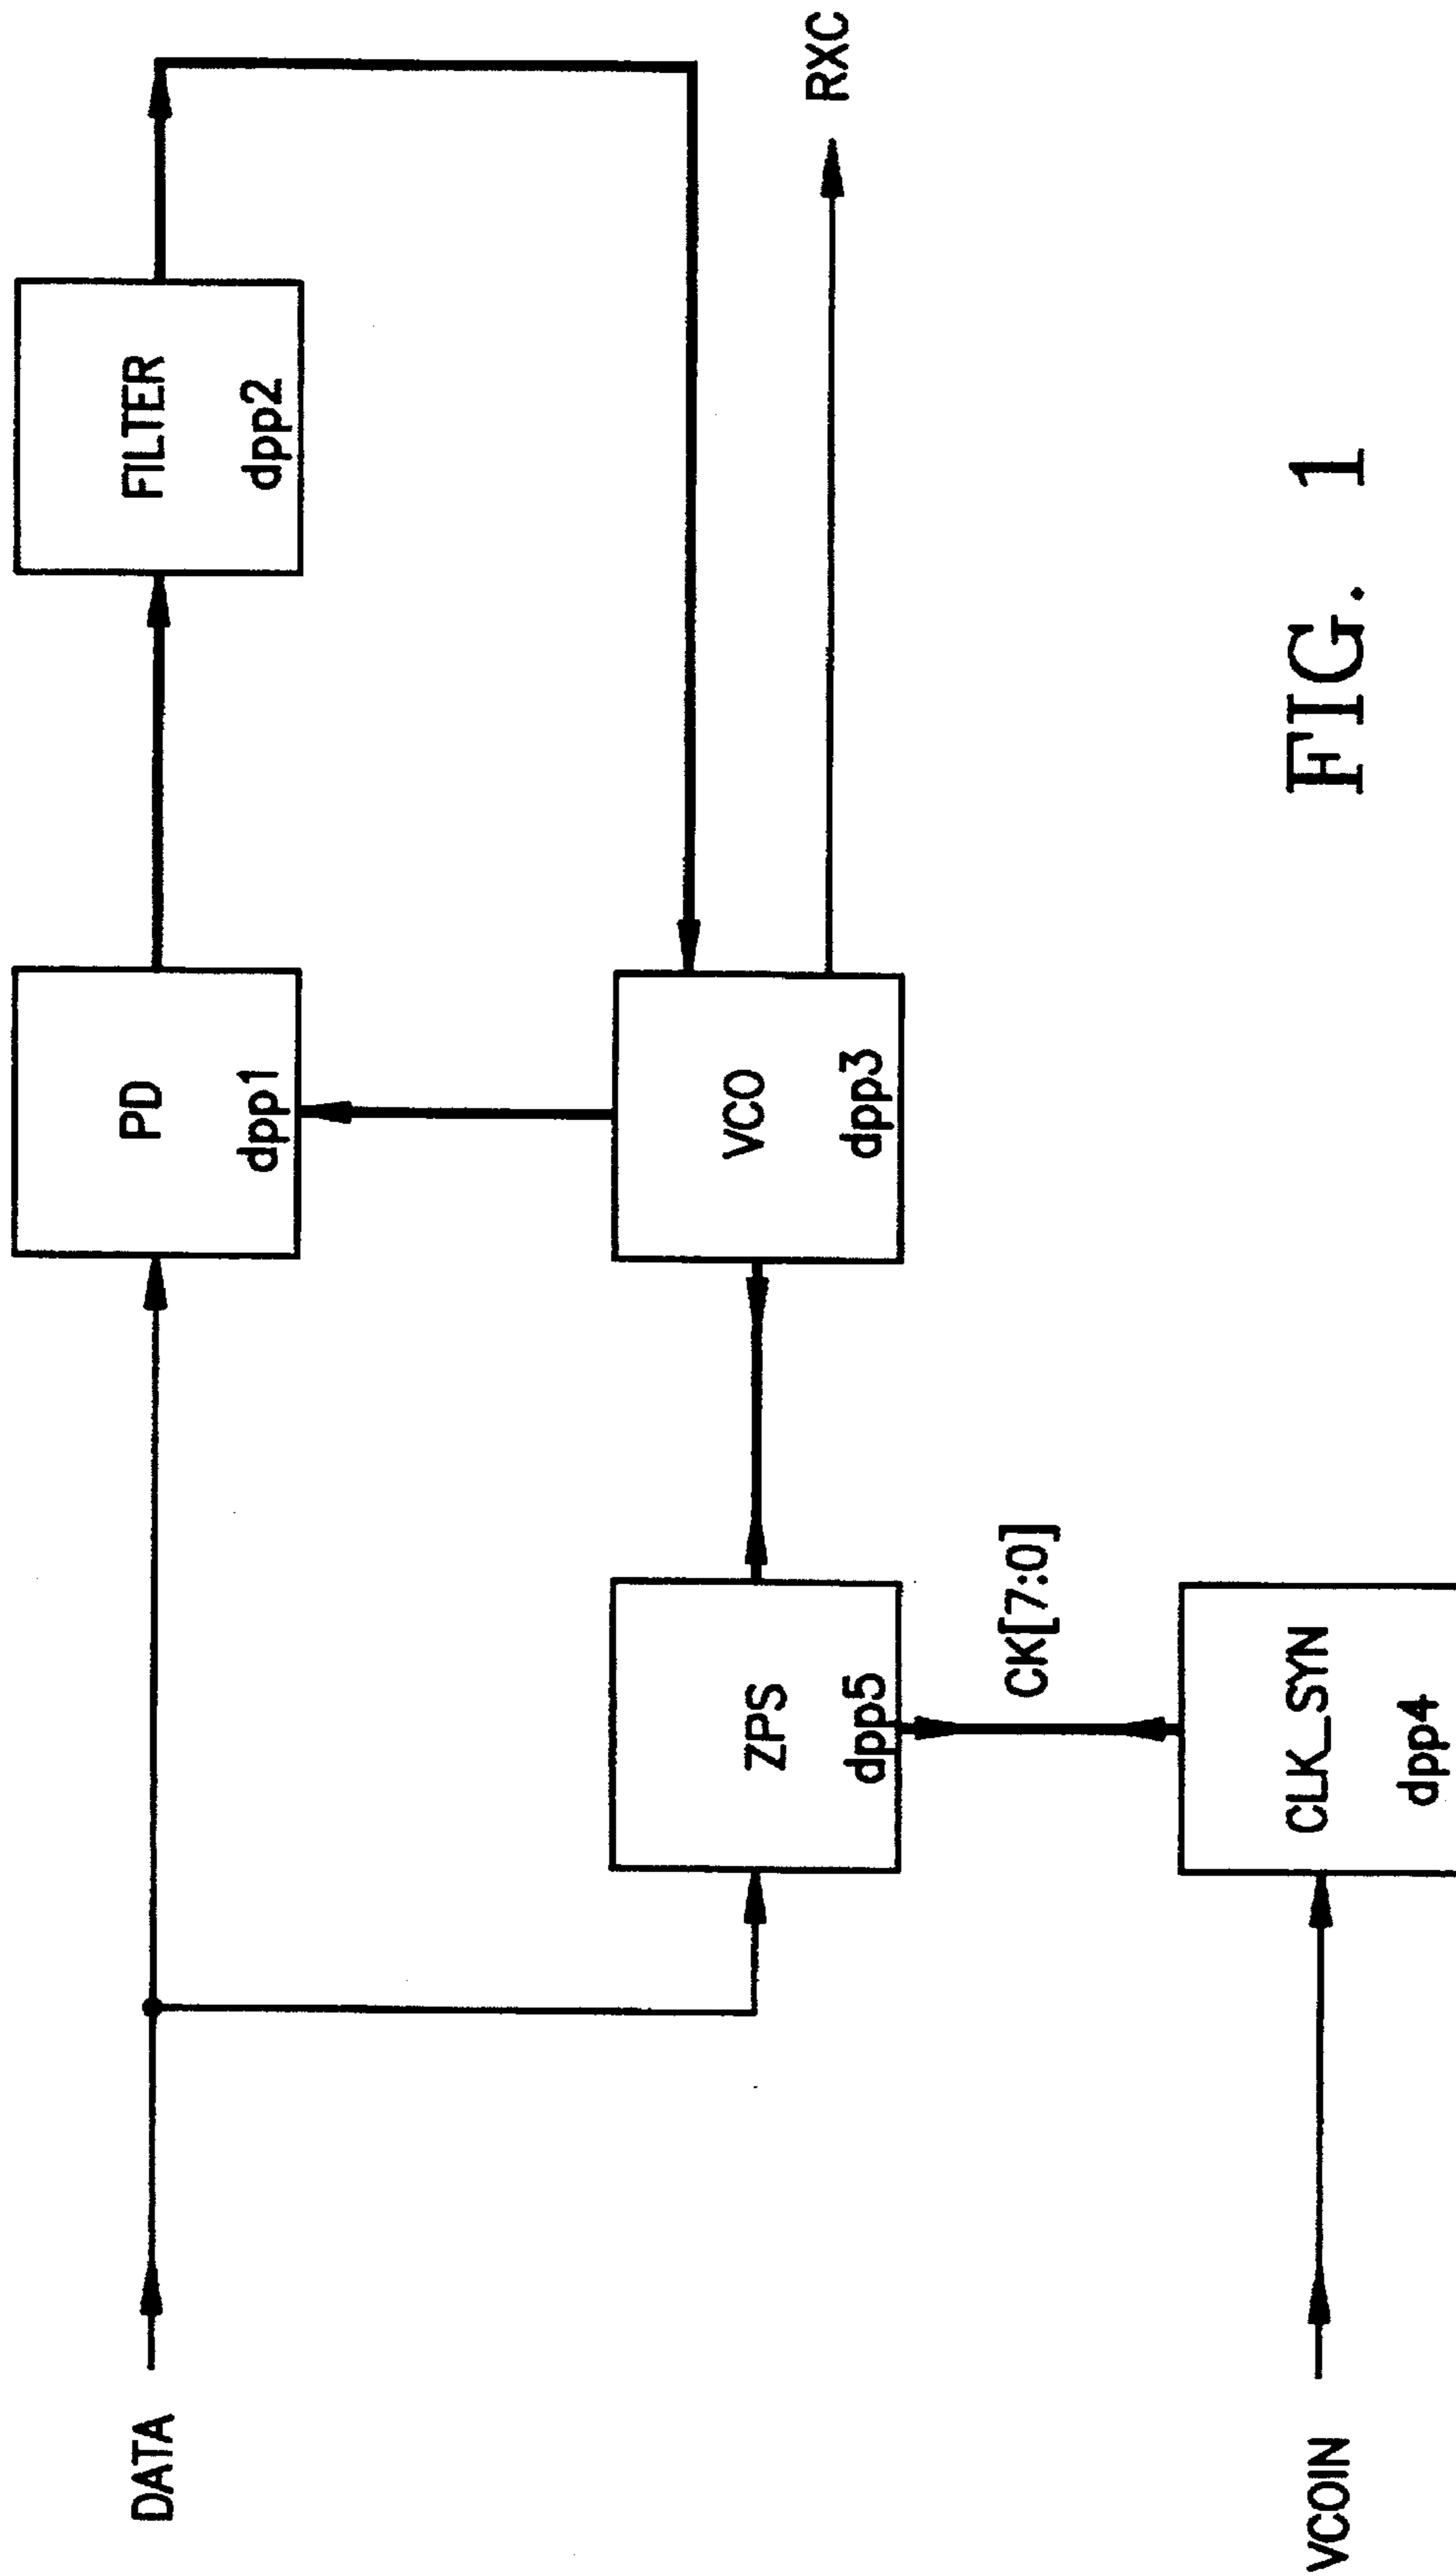 DATA
PD
dpp1
FILTER
dpp2
ZPS
dpp5
VCO
dpp3
RXC
CK[7:0]
VCOIN
CLK_SYN
dpp4
FIG. 1